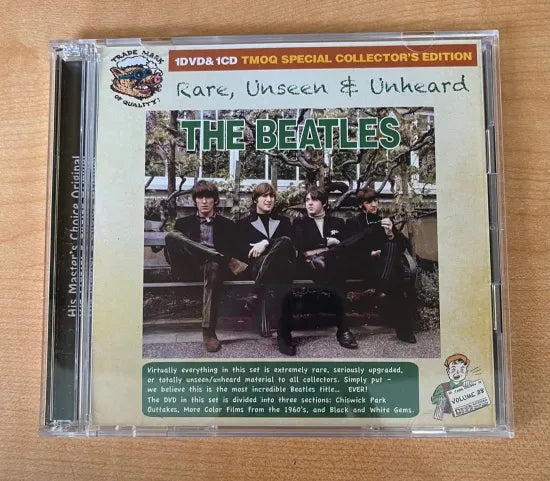 TRADE MARK
OF QUALITY!
1DVD & 1CD TMOQ SPECIAL COLLECTOR'S EDITION
Rare, Unseen & Unheard
THE BEATLES
His Master's Choice Original
Virtually everything in this set is extremely rare, seriously upgraded,
or totally unseen/unheard material to all collectors. Simply put -
we believe this is the most incredible Beatles title... EVER!
The DVD in this set is divided into three sections: Chiswick Park
Outtakes, More Color Films from the 1960's, and Black and White Gems.
VOLUME